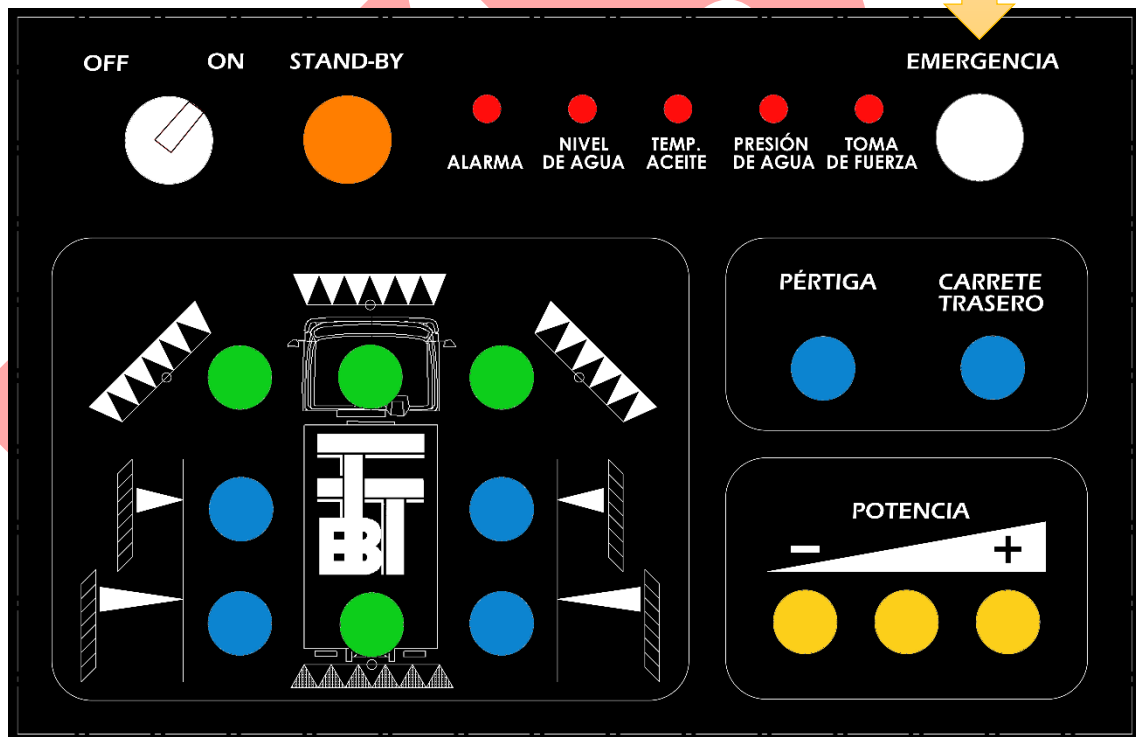 OFF
ON
STAND-BY
EMERGENCIA
ALARMA
NIVEL
DE AGUA
TEMP.
ACEITE
PRESIÓN
DE AGUA
TOMA
DE FUERZA
PÉRTIGA
CARRETE
TRASERO
POTENCIA
− +